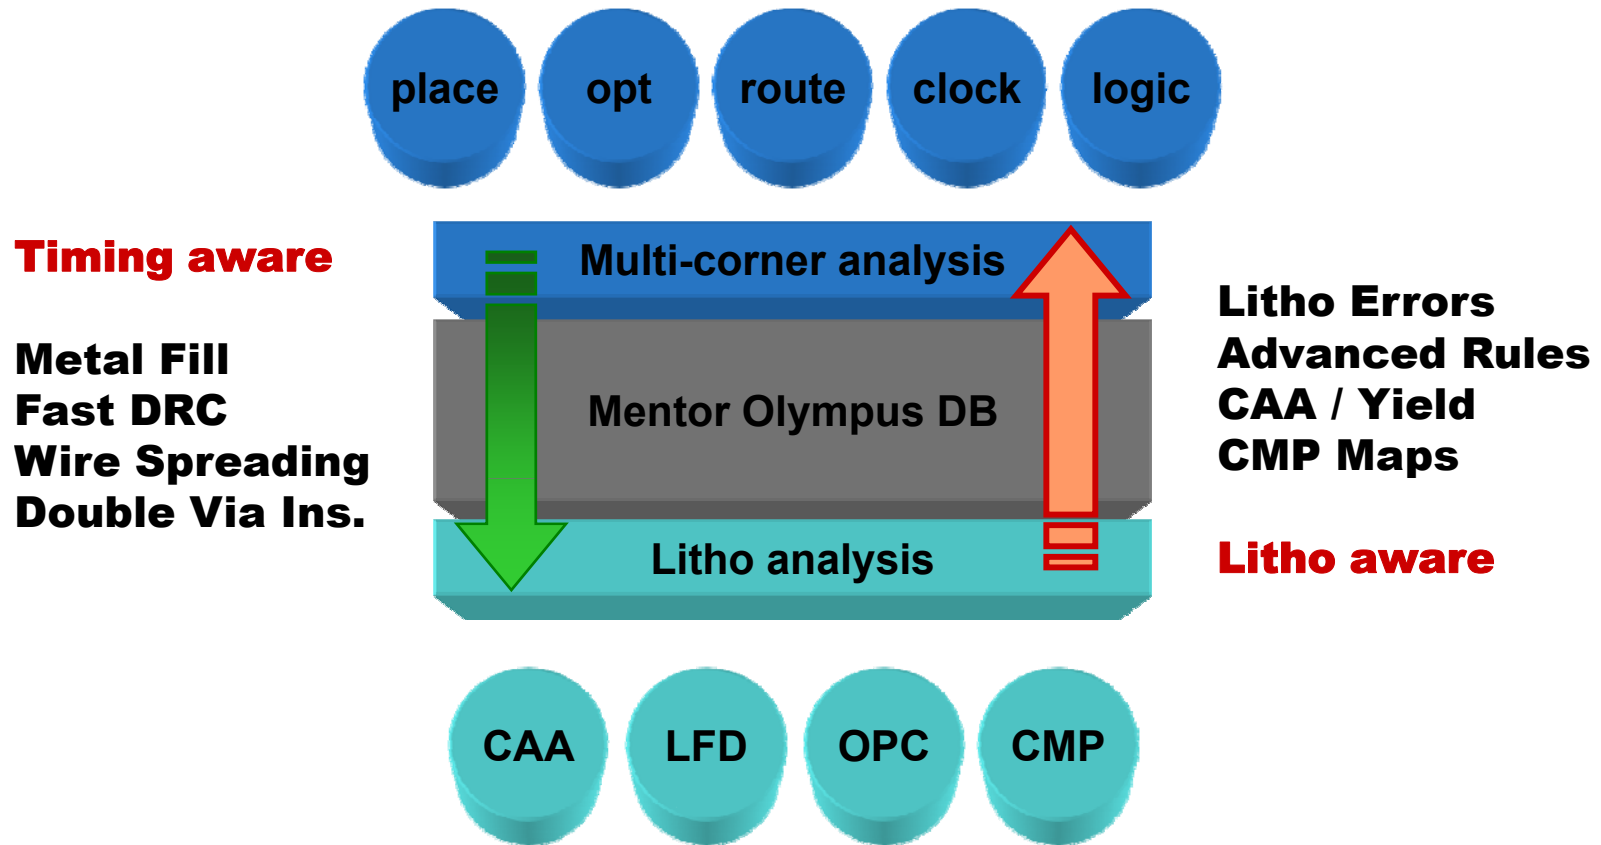 place opt route clock logic
Timing aware
Metal Fill
Fast DRC
Wire Spreading
Double Via Ins.
Multi-corner analysis
Mentor Olympus DB
Litho analysis
Litho Errors
Advanced Rules
CAA / Yield
CMP Maps
Litho aware
CAA LFD OPC CMP